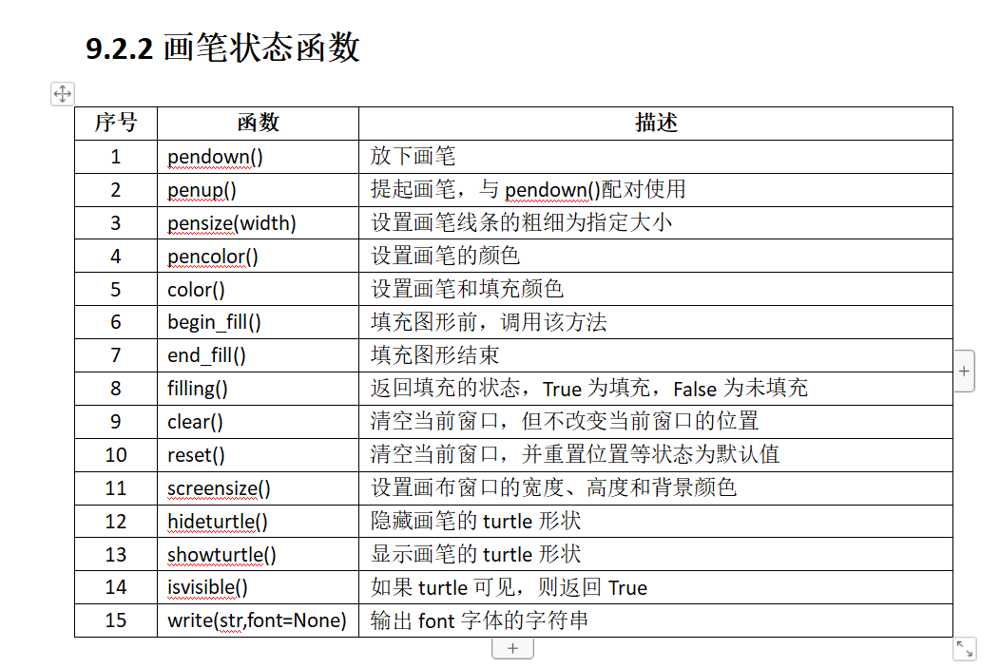 9.2.2 画笔状态函数
序号 函数 描述
1 pendown() 放下画笔
2 penup() 提起画笔，与 pendown()配对使用
3 pensize(width) 设置画笔线条的粗细为指定大小
4 pencolor() 设置画笔的颜色
5 color() 设置画笔和填充颜色
6 begin_fill() 填充图形前，调用该方法
7 end_fill() 填充图形结束
8 filling() 返回填充的状态，True 为填充，False 为未填充
9 clear() 清空当前窗口，但不改变当前窗口的位置
10 reset() 清空当前窗口，并重置位置等状态为默认值
11 screensize() 设置画布窗口的宽度、高度和背景颜色
12 hideturtle() 隐藏画笔的 turtle 形状
13 showturtle() 显示画笔的 turtle 形状
14 isvisible() 如果 turtle 可见，则返回 True
15 write(str,font=None) 输出 font 字体的字符串